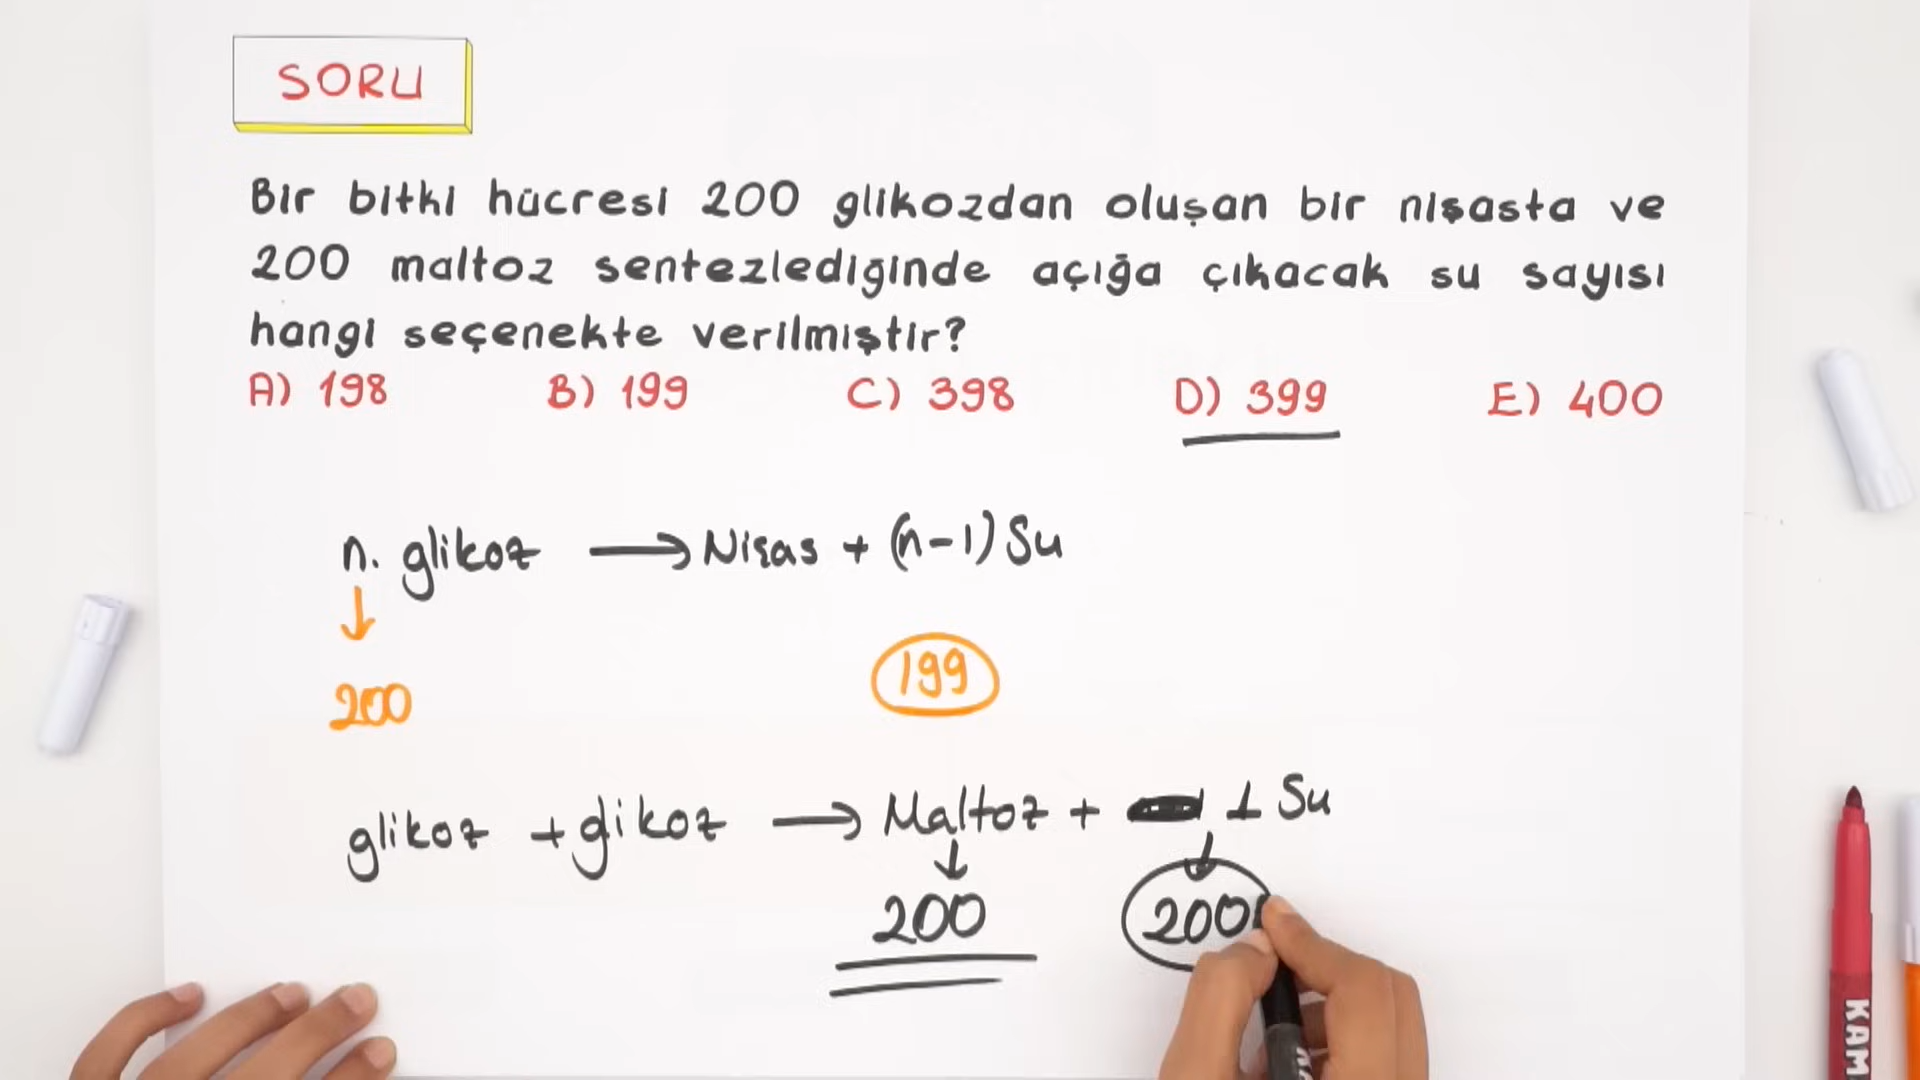 SORU
Bir bitki hücresi 200 glikozdan oluşan bir nişasta ve
200 maltoz sentezlediğinde açığa çıkacak su sayısı
hangi seçenekte verilmiştir?
A) 198 B) 199 C) 398 D) 399 E) 400
n. glikoz → Nişas + (n-1) Su
↓
200 199
glikoz + glikoz → Maltoz + 1 Su
↓ ↓
200 200
KAM